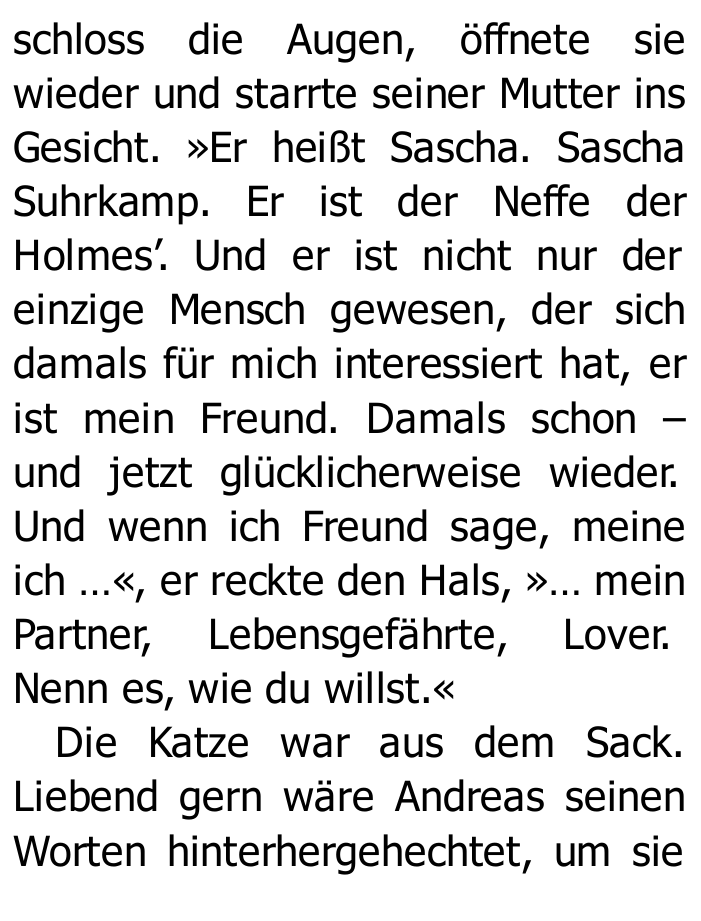 schloss die Augen, öffnete sie
wieder und starrte seiner Mutter ins
Gesicht. »Er heißt Sascha. Sascha
Suhrkamp. Er ist der Neffe der
Holmes’. Und er ist nicht nur der
einzige Mensch gewesen, der sich
damals für mich interessiert hat, er
ist mein Freund. Damals schon –
und jetzt glücklicherweise wieder.
Und wenn ich Freund sage, meine
ich …«, er reckte den Hals, »… mein
Partner, Lebensgefährte, Lover.
Nenn es, wie du willst.«
Die Katze war aus dem Sack.
Liebend gern wäre Andreas seinen
Worten hinterhergehechtet, um sie